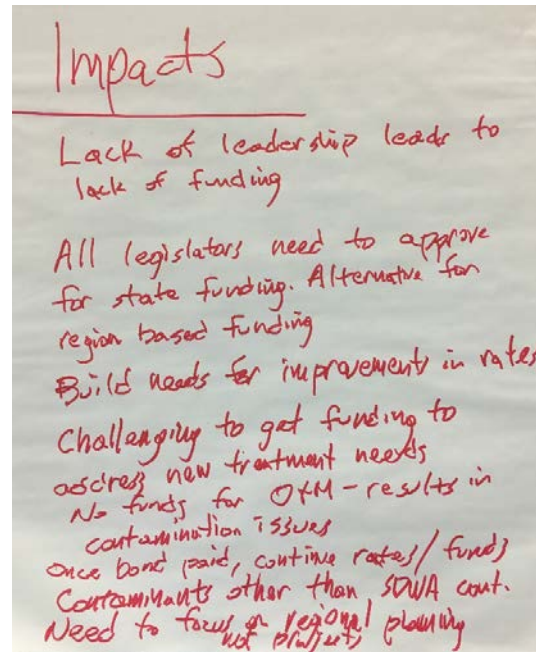 Impacts
Lack of leadership leads to
lack of funding
All legislators need to approve
for state funding. Alternative for
region based funding
Build needs for improvements in rates
Challenging to get funding to
address new treatment needs
No funds for O&M - results in
contamination issues
once bond paid, continue rates/funds
Contaminants other than SDWA cont.
Need to focus on regional planning
not projects